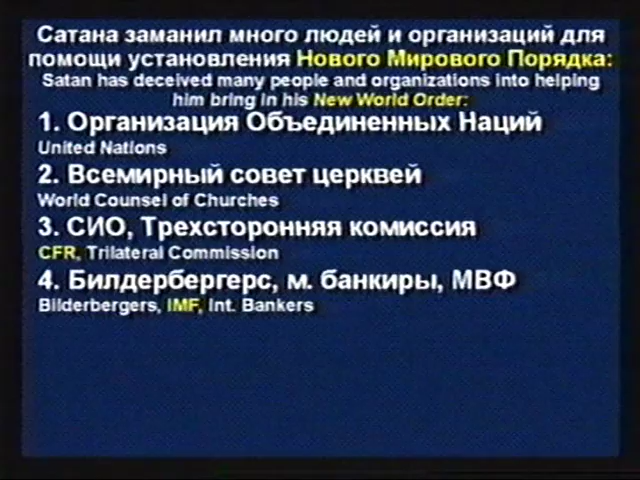 Сатана заманил много людей и организаций для
помощи установления Нового Мирового Порядка:
Satan has deceived many people and organizations into helping
him bring in his New World Order:
1. Организация Объединенных Наций
United Nations
2. Всемирный совет церквей
World Counsel of Churches
3. СИО, Трехсторонняя комиссия
CFR, Trilateral Commission
4. Билдербергерс, м. банкиры, МВФ
Bilderbergers, IMF, Int. Bankers